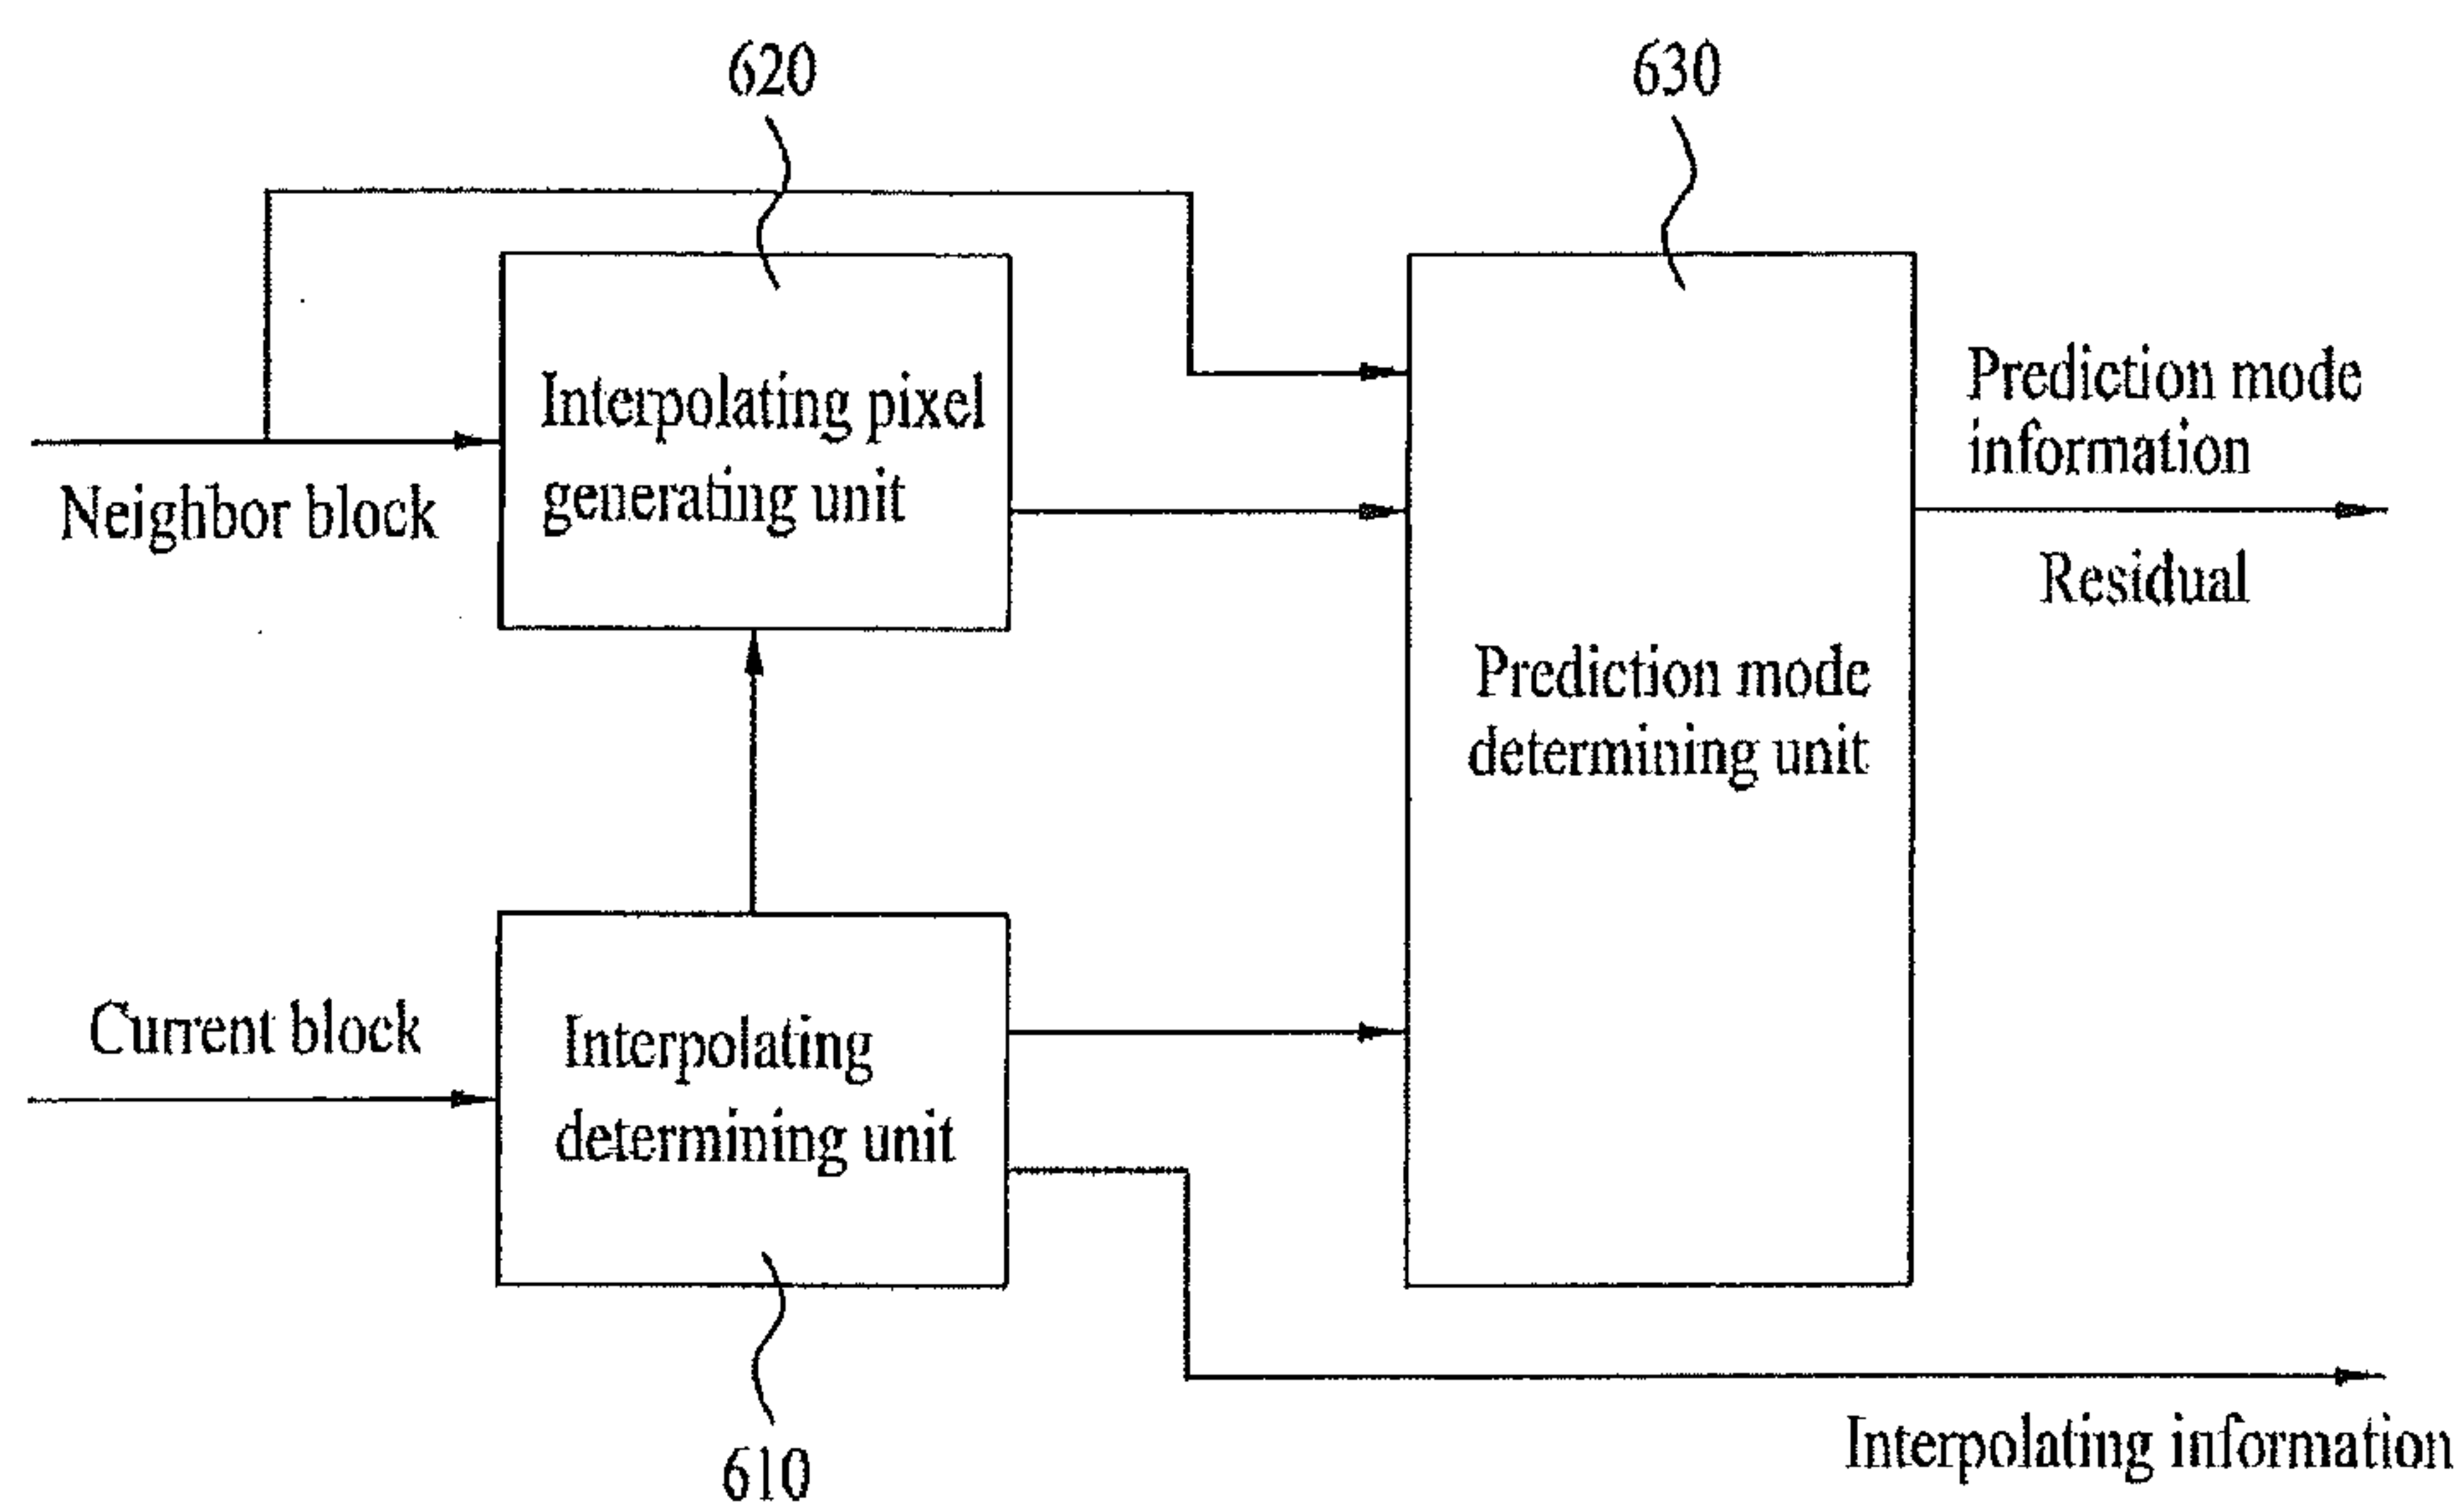 620
630
Interpolating pixel
generating unit
Neighbor block
Prediction mode
information
Residual
Prediction mode
determining unit
Current block
Interpolating
determining unit
610
Interpolating information